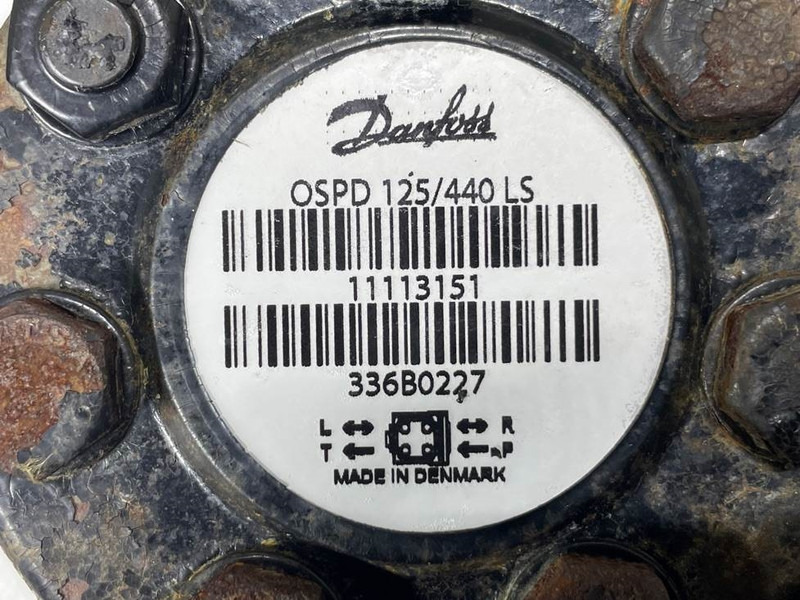 Danfoss
OSPD 125/440 LS
11113151
336B0227
L R
T P
MADE IN DENMARK